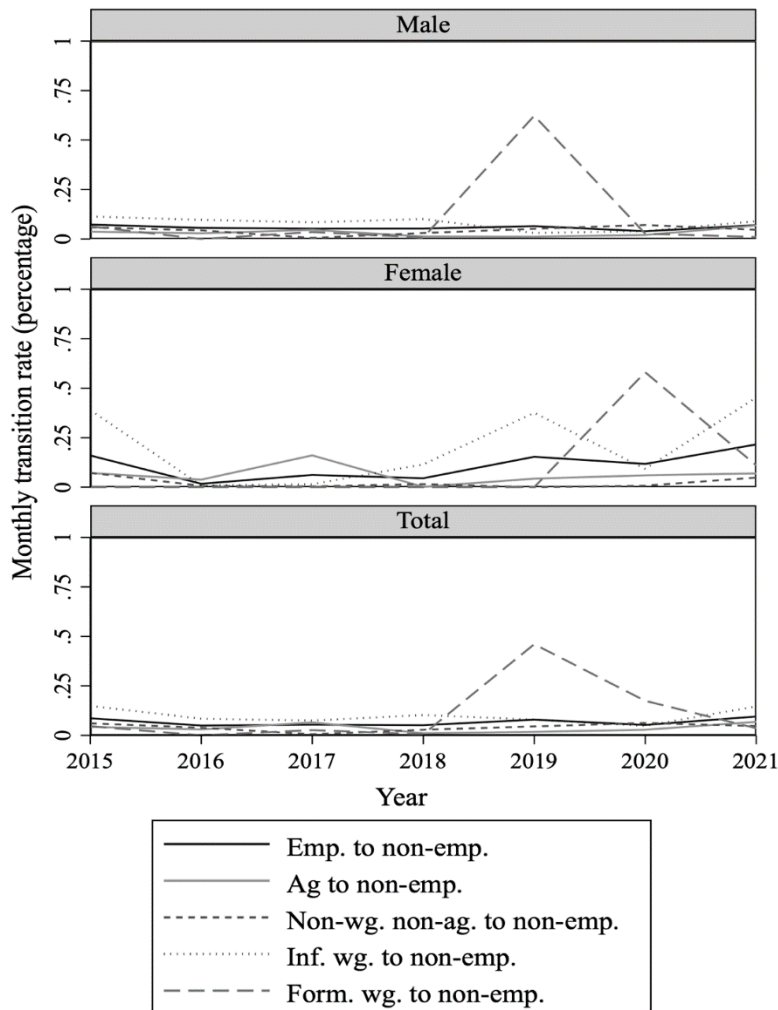 Male
1
.75
.5
.25
0
Female
1
.75
.5
.25
0
Total
1
.75
.5
.25
0
Monthly transition rate (percentage)
2015 2016 2017 2018 2019 2020 2021
Year
Emp. to non-emp.
Ag to non-emp.
Non-wg. non-ag. to non-emp.
Inf. wg. to non-emp.
Form. wg. to non-emp.